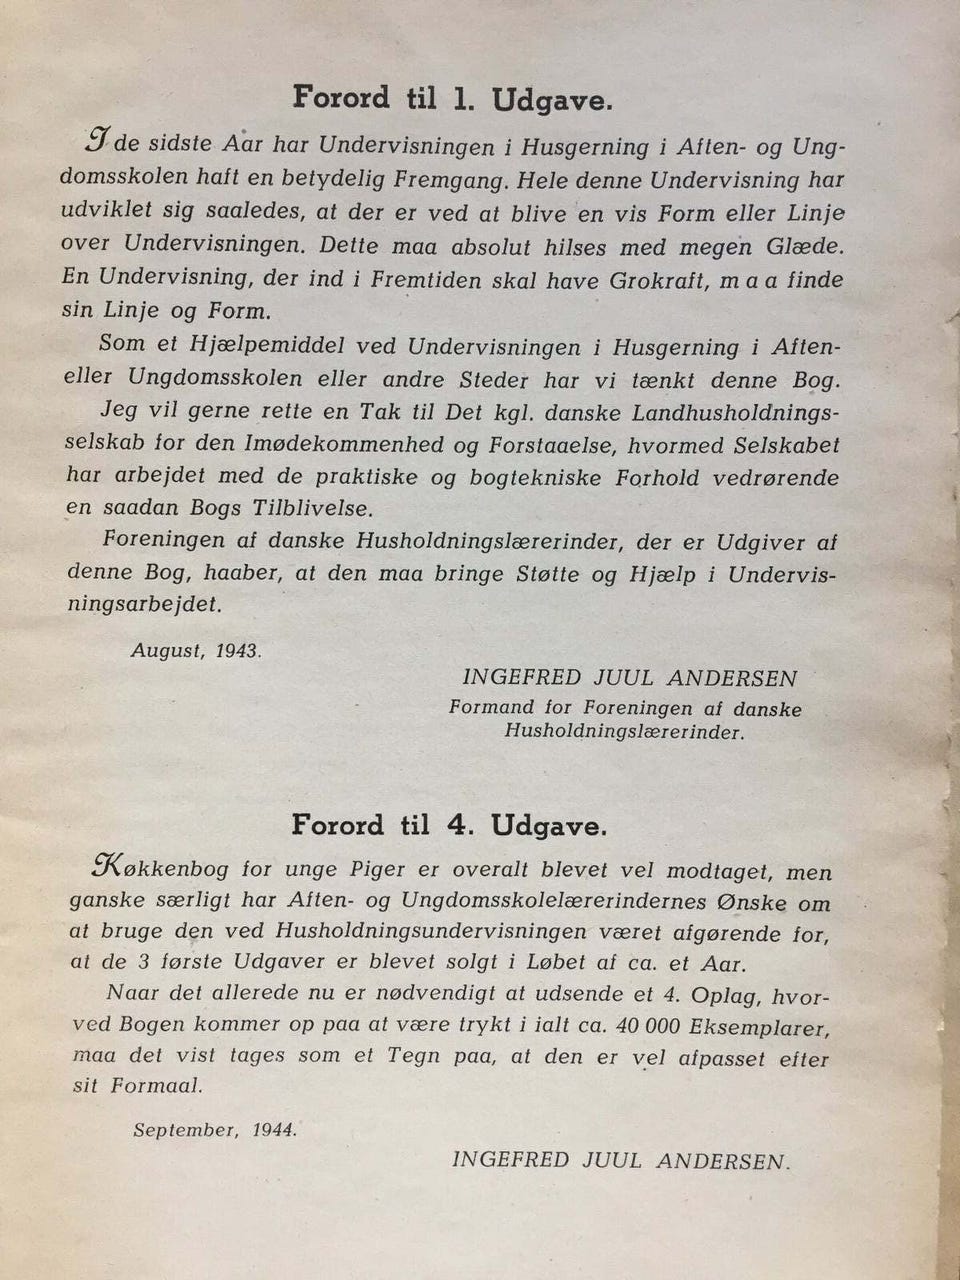 Forord til 1. Udgave.
I de sidste Aar har Undervisningen i Husgerning i Aften- og Ung-
domsskolen haft en betydelig Fremgang. Hele denne Undervisning har
udviklet sig saaledes, at der er ved at blive en vis Form eller Linje
over Undervisningen. Dette maa absolut hilses med megen Glæde.
En Undervisning, der ind i Fremtiden skal have Grokraft, m a a finde
sin Linje og Form.
Som et Hjælpemiddel ved Undervisningen i Husgerning i Aften-
eller Ungdomsskolen eller andre Steder har vi tænkt denne Bog.
Jeg vil gerne rette en Tak til Det kgl. danske Landhusholdnings-
selskab for den Imødekommenhed og Forstaaelse, hvormed Selskabet
har arbejdet med de praktiske og bogtekniske Forhold vedrørende
en saadan Bogs Tilblivelse.
Foreningen af danske Husholdningslærerinder, der er Udgiver af
denne Bog, haaber, at den maa bringe Støtte og Hjælp i Undervis-
ningsarbejdet.
August, 1943.
INGEFRED JUUL ANDERSEN
Formand for Foreningen af danske
Husholdningslærerinder.
Forord til 4. Udgave.
Køkkenbog for unge Piger er overalt blevet vel modtaget, men
ganske særligt har Aften- og Ungdomsskolelærerindernes Ønske om
at bruge den ved Husholdningsundervisningen været afgørende for,
at de 3 første Udgaver er blevet solgt i Løbet af ca. et Aar.
Naar det allerede nu er nødvendigt at udsende et 4. Oplag, hvor-
ved Bogen kommer op paa at være trykt i ialt ca. 40 000 Eksemplarer,
maa det vist tages som et Tegn paa, at den er vel afpasset efter
sit Formaal.
September, 1944.
INGEFRED JUUL ANDERSEN.